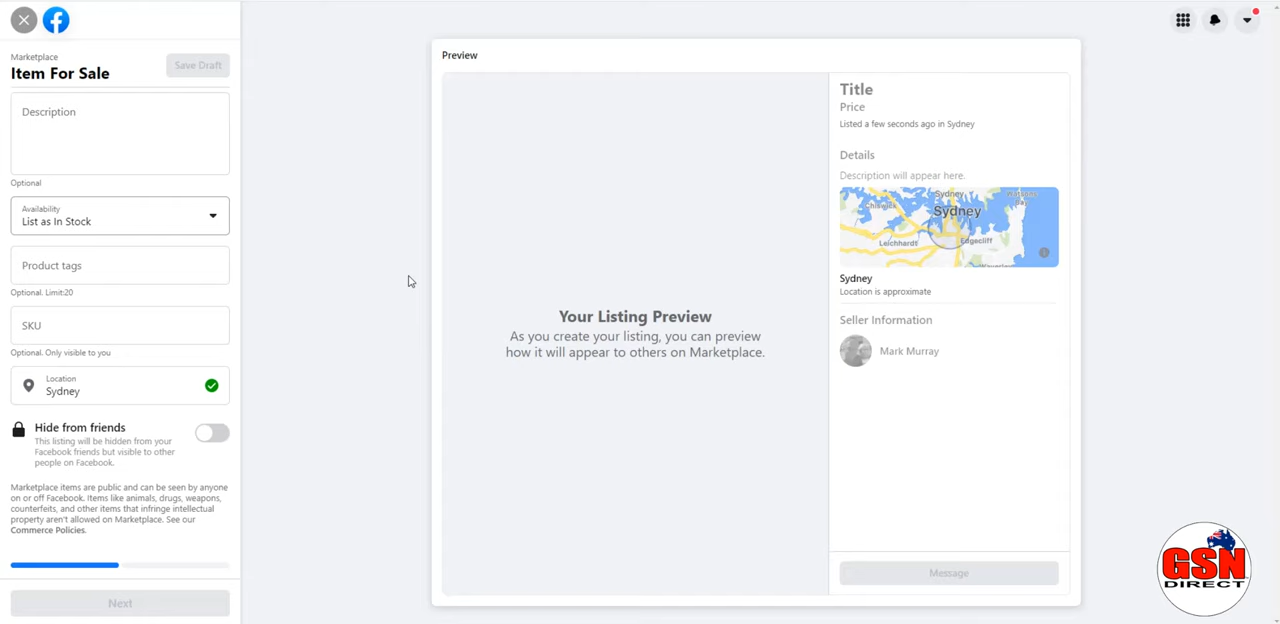 Marketplace
Item For Sale
Save Draft
Description
Optional
Availability
List as In Stock
Product tags
Optional. Limit:20
SKU
Optional. Only visible to you
Location
Sydney
Hide from friends
This listing will be hidden from your
Facebook friends but visible to other
people on Facebook.
Marketplace items are public and can be seen by anyone
on or off Facebook. Items like animals, drugs, weapons,
counterfeits, and other items that infringe intellectual
property aren't allowed on Marketplace. See our
Commerce Policies.
Next
Preview
Your Listing Preview
As you create your listing, you can preview
how it will appear to others on Marketplace.
Title
Price
Listed a few seconds ago in Sydney
Details
Description will appear here.
Sydney
Watsons
Bay
Chiswick
Sydney
Leichhardt
Edgecliff
Sydney
Location is approximate
Seller Information
Mark Murray
Message
GSN
DIRECT